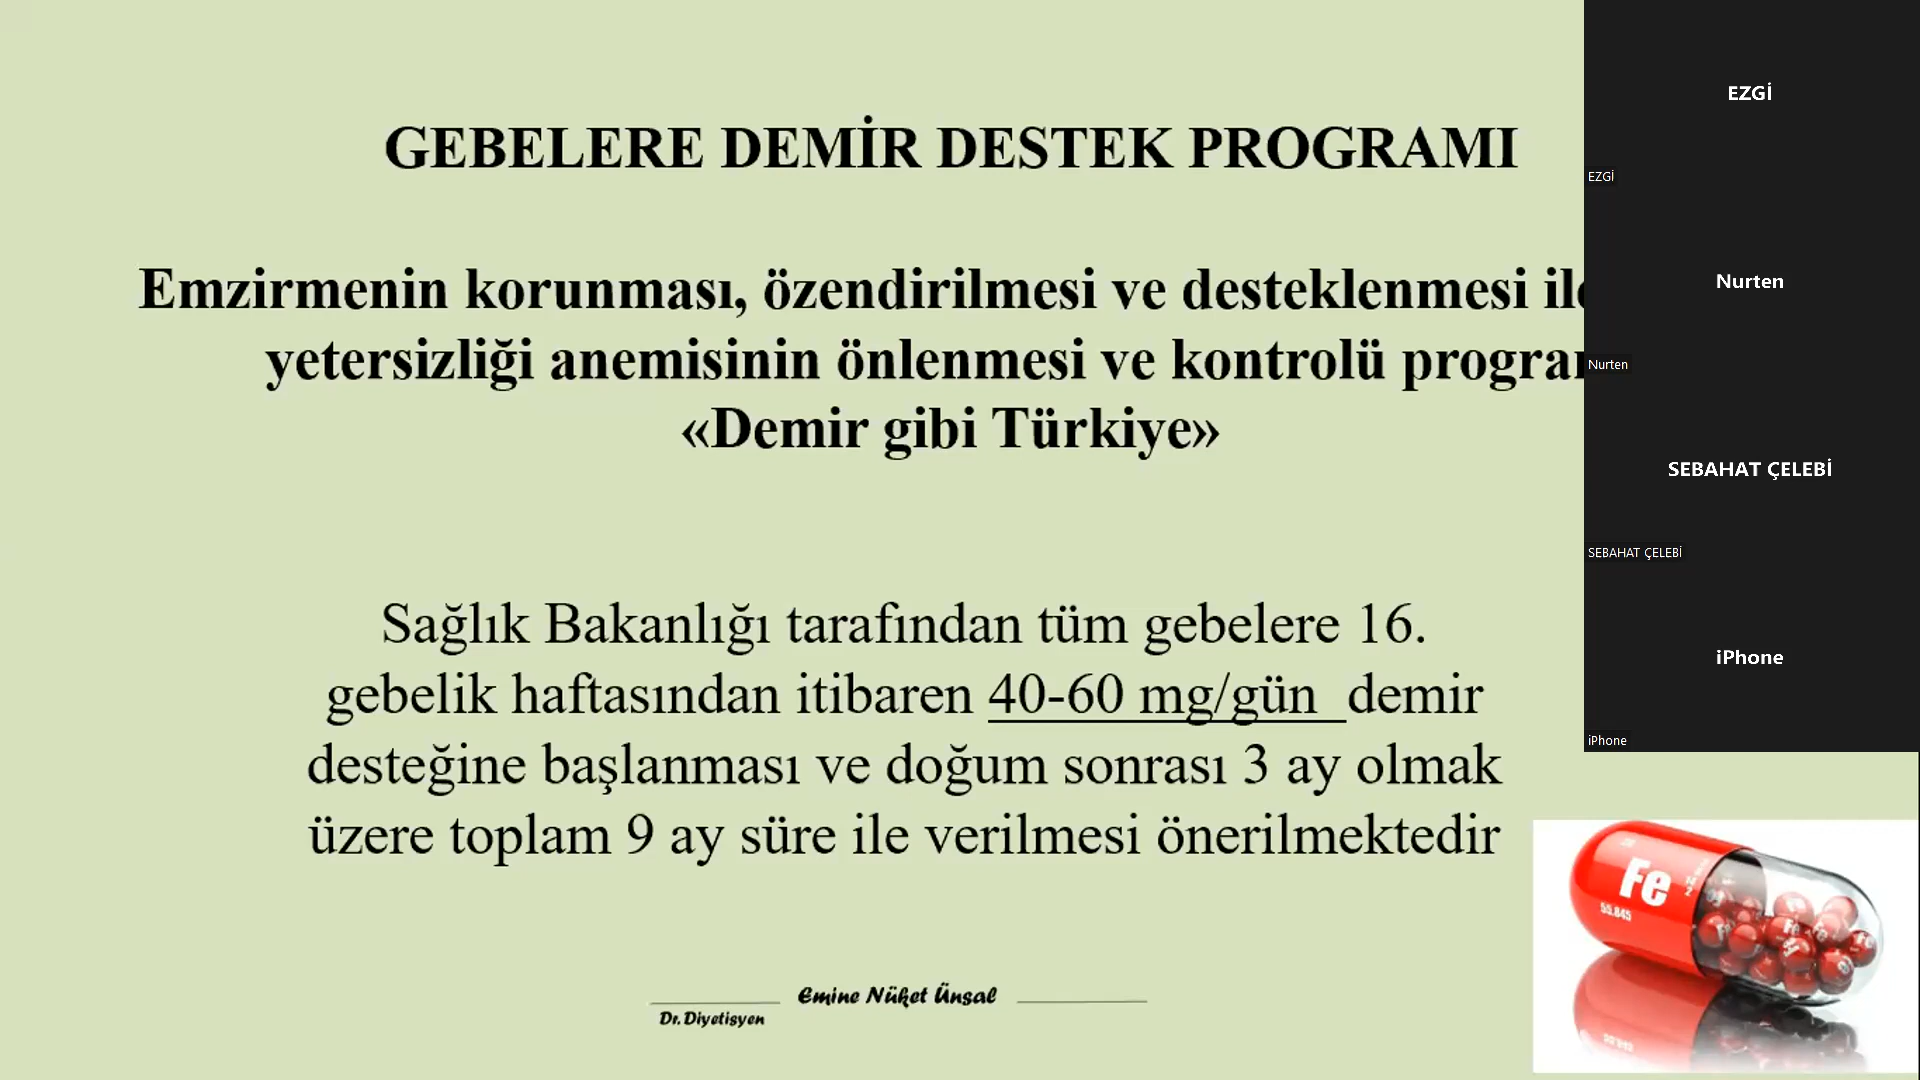 GEBELERE DEMİR DESTEK PROGRAMI
Emzirmenin korunması, özendirilmesi ve desteklenmesi
yetersizliği anemisinin önlenmesi ve kontrolü
«Demir gibi Türkiye»
Sağlık Bakanlığı tarafından tüm gebelere 16.
gebelik haftasından itibaren 40-60 mg/gün demir
desteğine başlanması ve doğum sonrası 3 ay olmak
üzere toplam 9 ay süre ile verilmesi önerilmektedir
Emine Nüket Ünsal
Dr. Diyetisyen
EZGİ
EZGİ
Nurten
Nurten
SEBAHAT ÇELEBİ
SEBAHAT ÇELEBİ
iPhone
iPhone
Fe
55.845